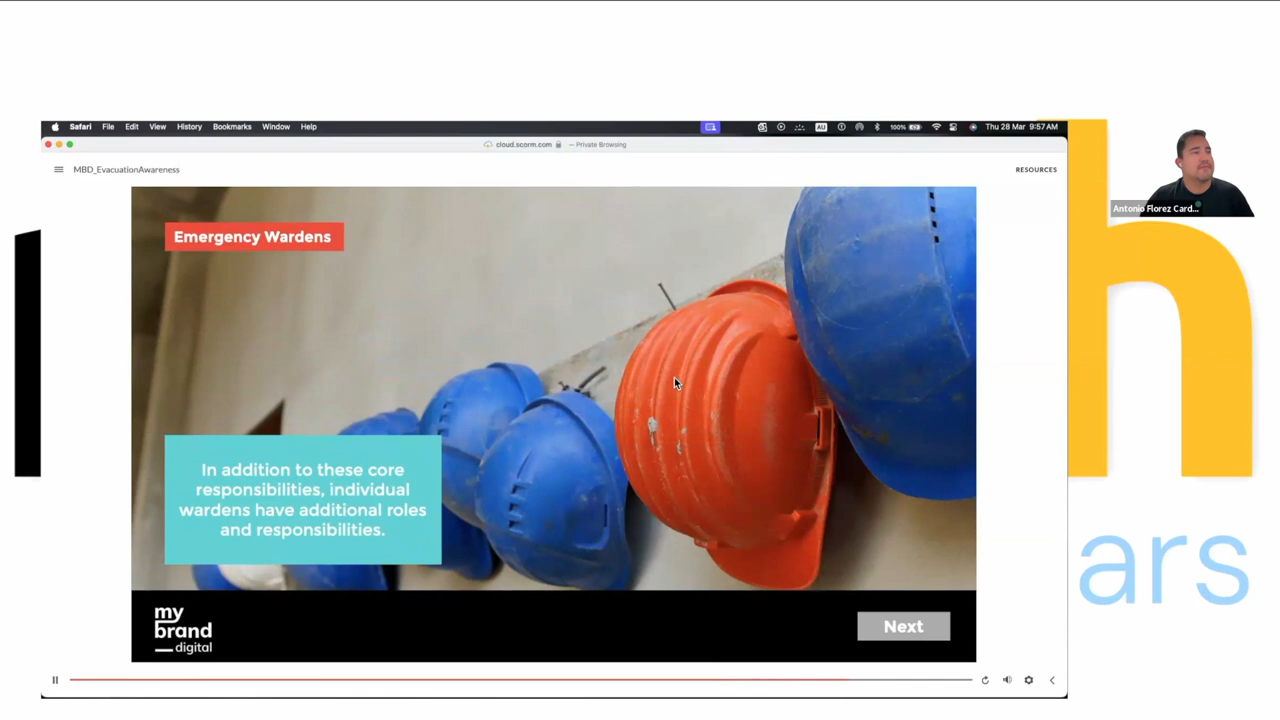 Safari File Edit View History Bookmarks Window Help
AU
100%
Thu 28 Mar 9:57 AM
cloud.scorm.com — Private Browsing
MBD_EvacuationAwareness
RESOURCES
Antonio Florez Card...
Emergency Wardens
In addition to these core
responsibilities, individual
wardens have additional roles
and responsibilities.
my
brand
digital
Next
h
ars